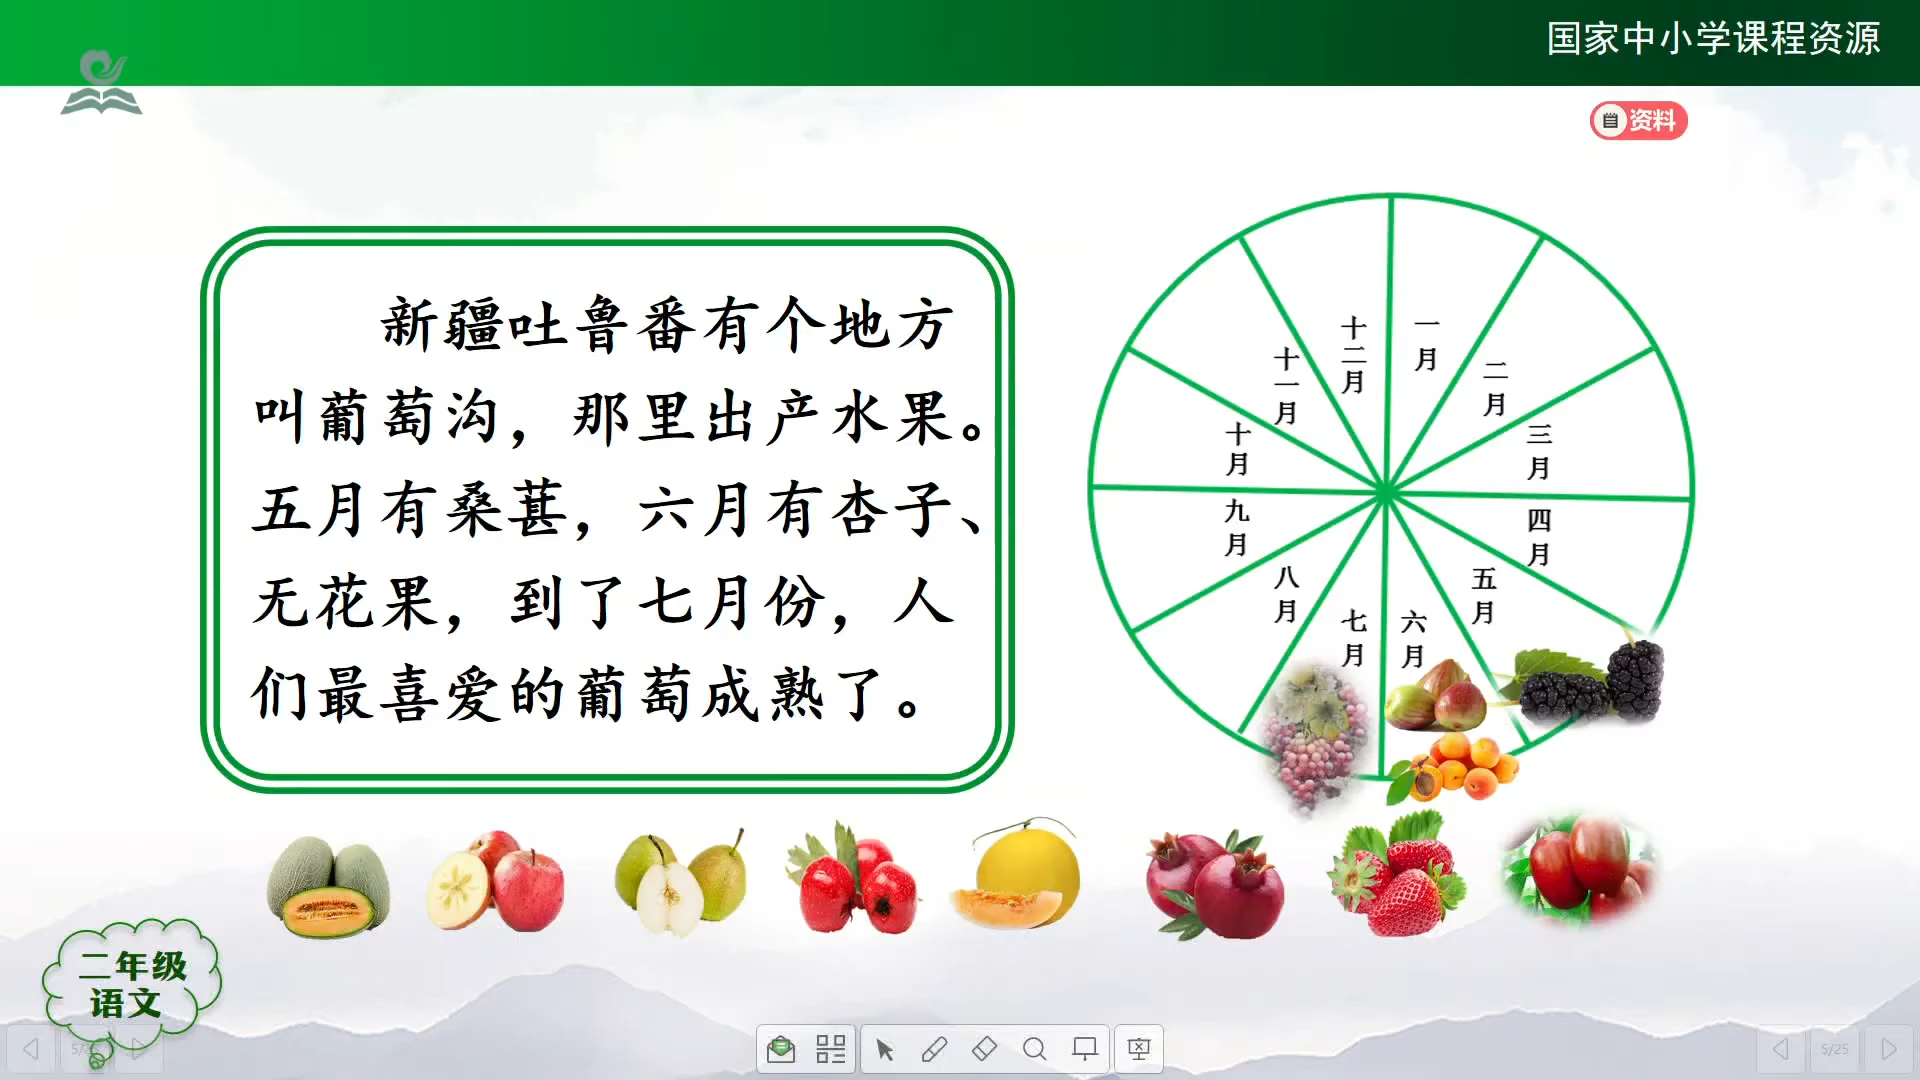 国家中小学课程资源
资料
新疆吐鲁番有个地方
叫葡萄沟，那里出产水果。
五月有桑葚，六月有杏子、
无花果，到了七月份，人
们最喜爱的葡萄成熟了。
一月
二月
三月
四月
五月
六月
七月
八月
九月
十月
十一月
十二月
二年级
语文
5/25